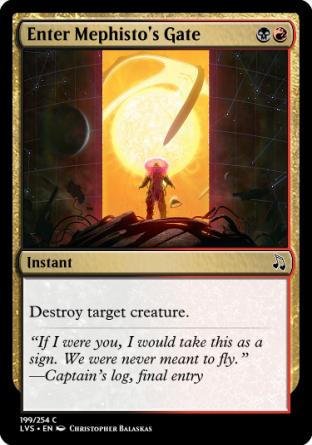 Enter Mephisto's Gate
Instant
Destroy target creature.
"If I were you, I would take this as a
sign. We were never meant to fly."
—Captain's log, final entry
199/254 C
LVS • EN Christopher Balaskas